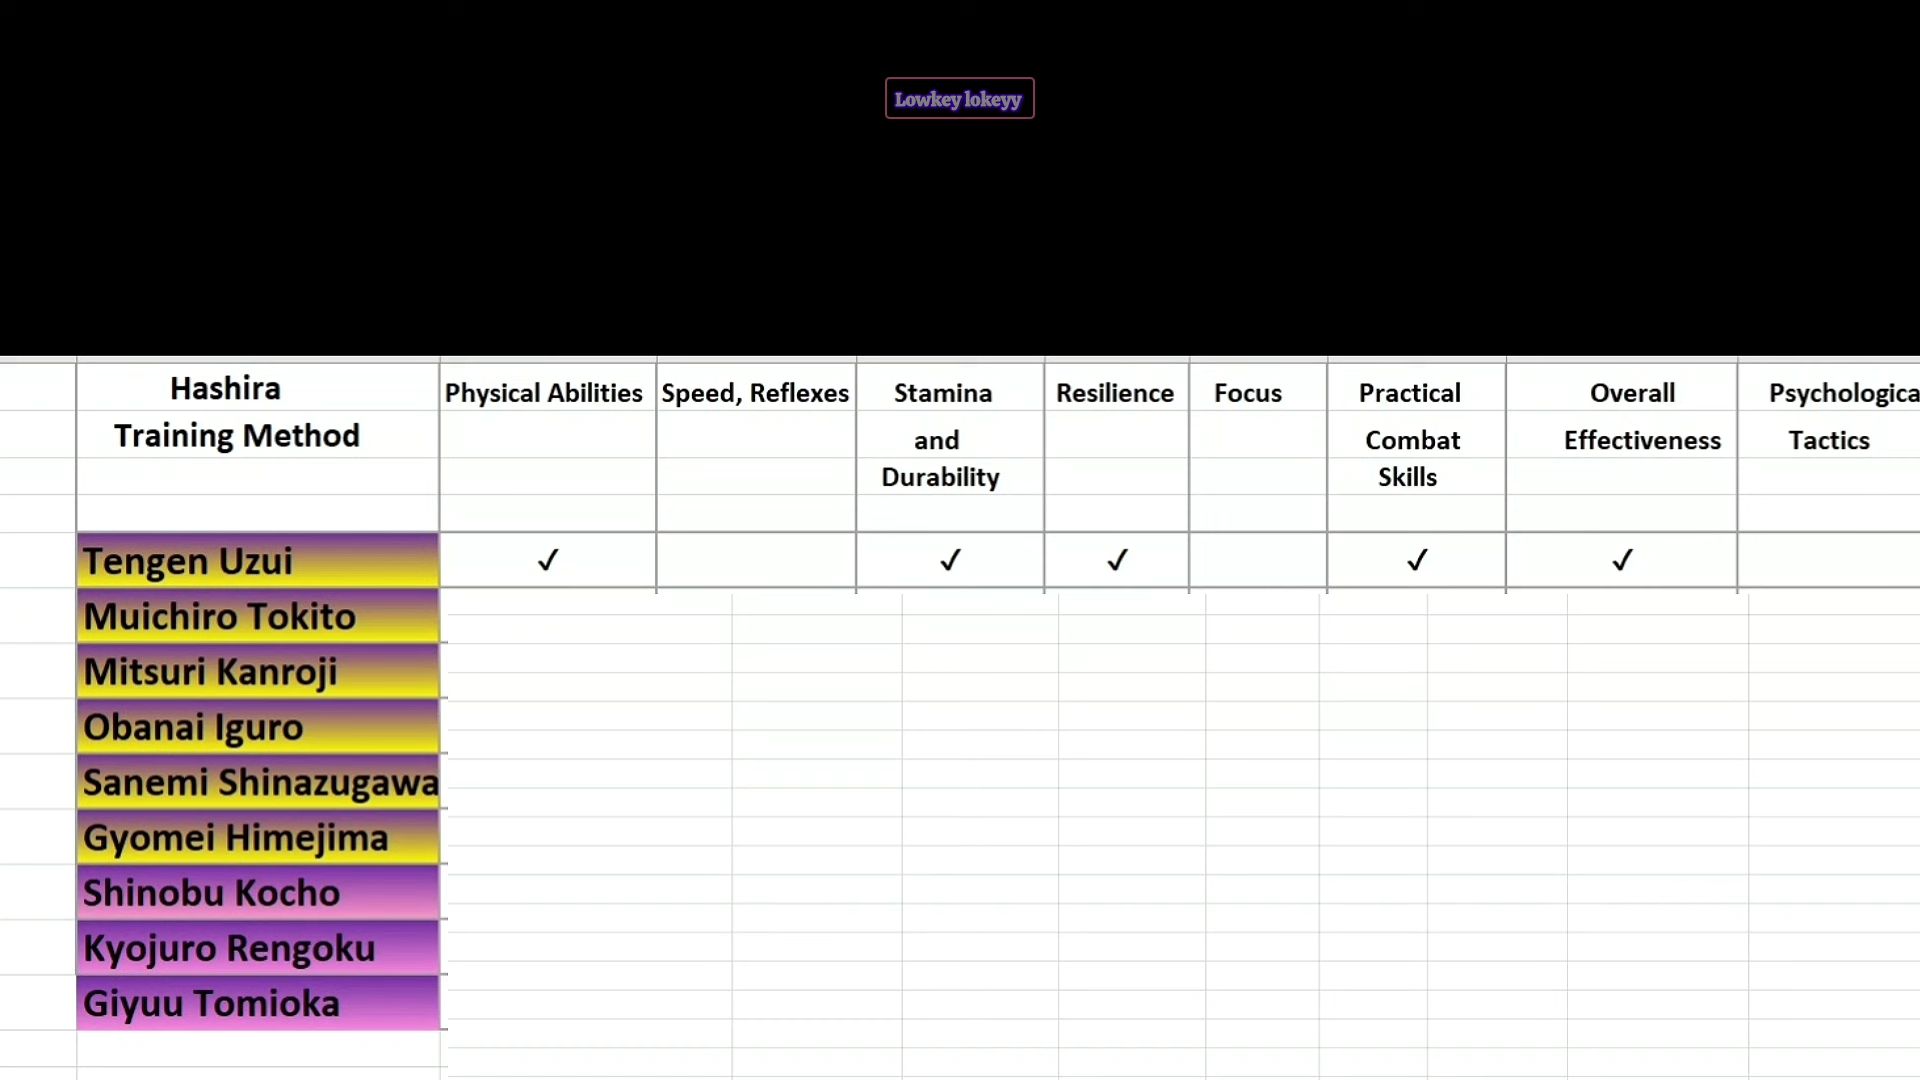 Lowkey lokeyy
Hashira Physical Abilities Speed, Reflexes Stamina Resilience Focus Practical Overall Psychologica
Training Method and Combat Effectiveness Tactics
Durability Skills
Tengen Uzui ✓ ✓ ✓ ✓ ✓
Muichiro Tokito
Mitsuri Kanroji
Obanai Iguro
Sanemi Shinazugawa
Gyomei Himejima
Shinobu Kocho
Kyojuro Rengoku
Giyuu Tomioka